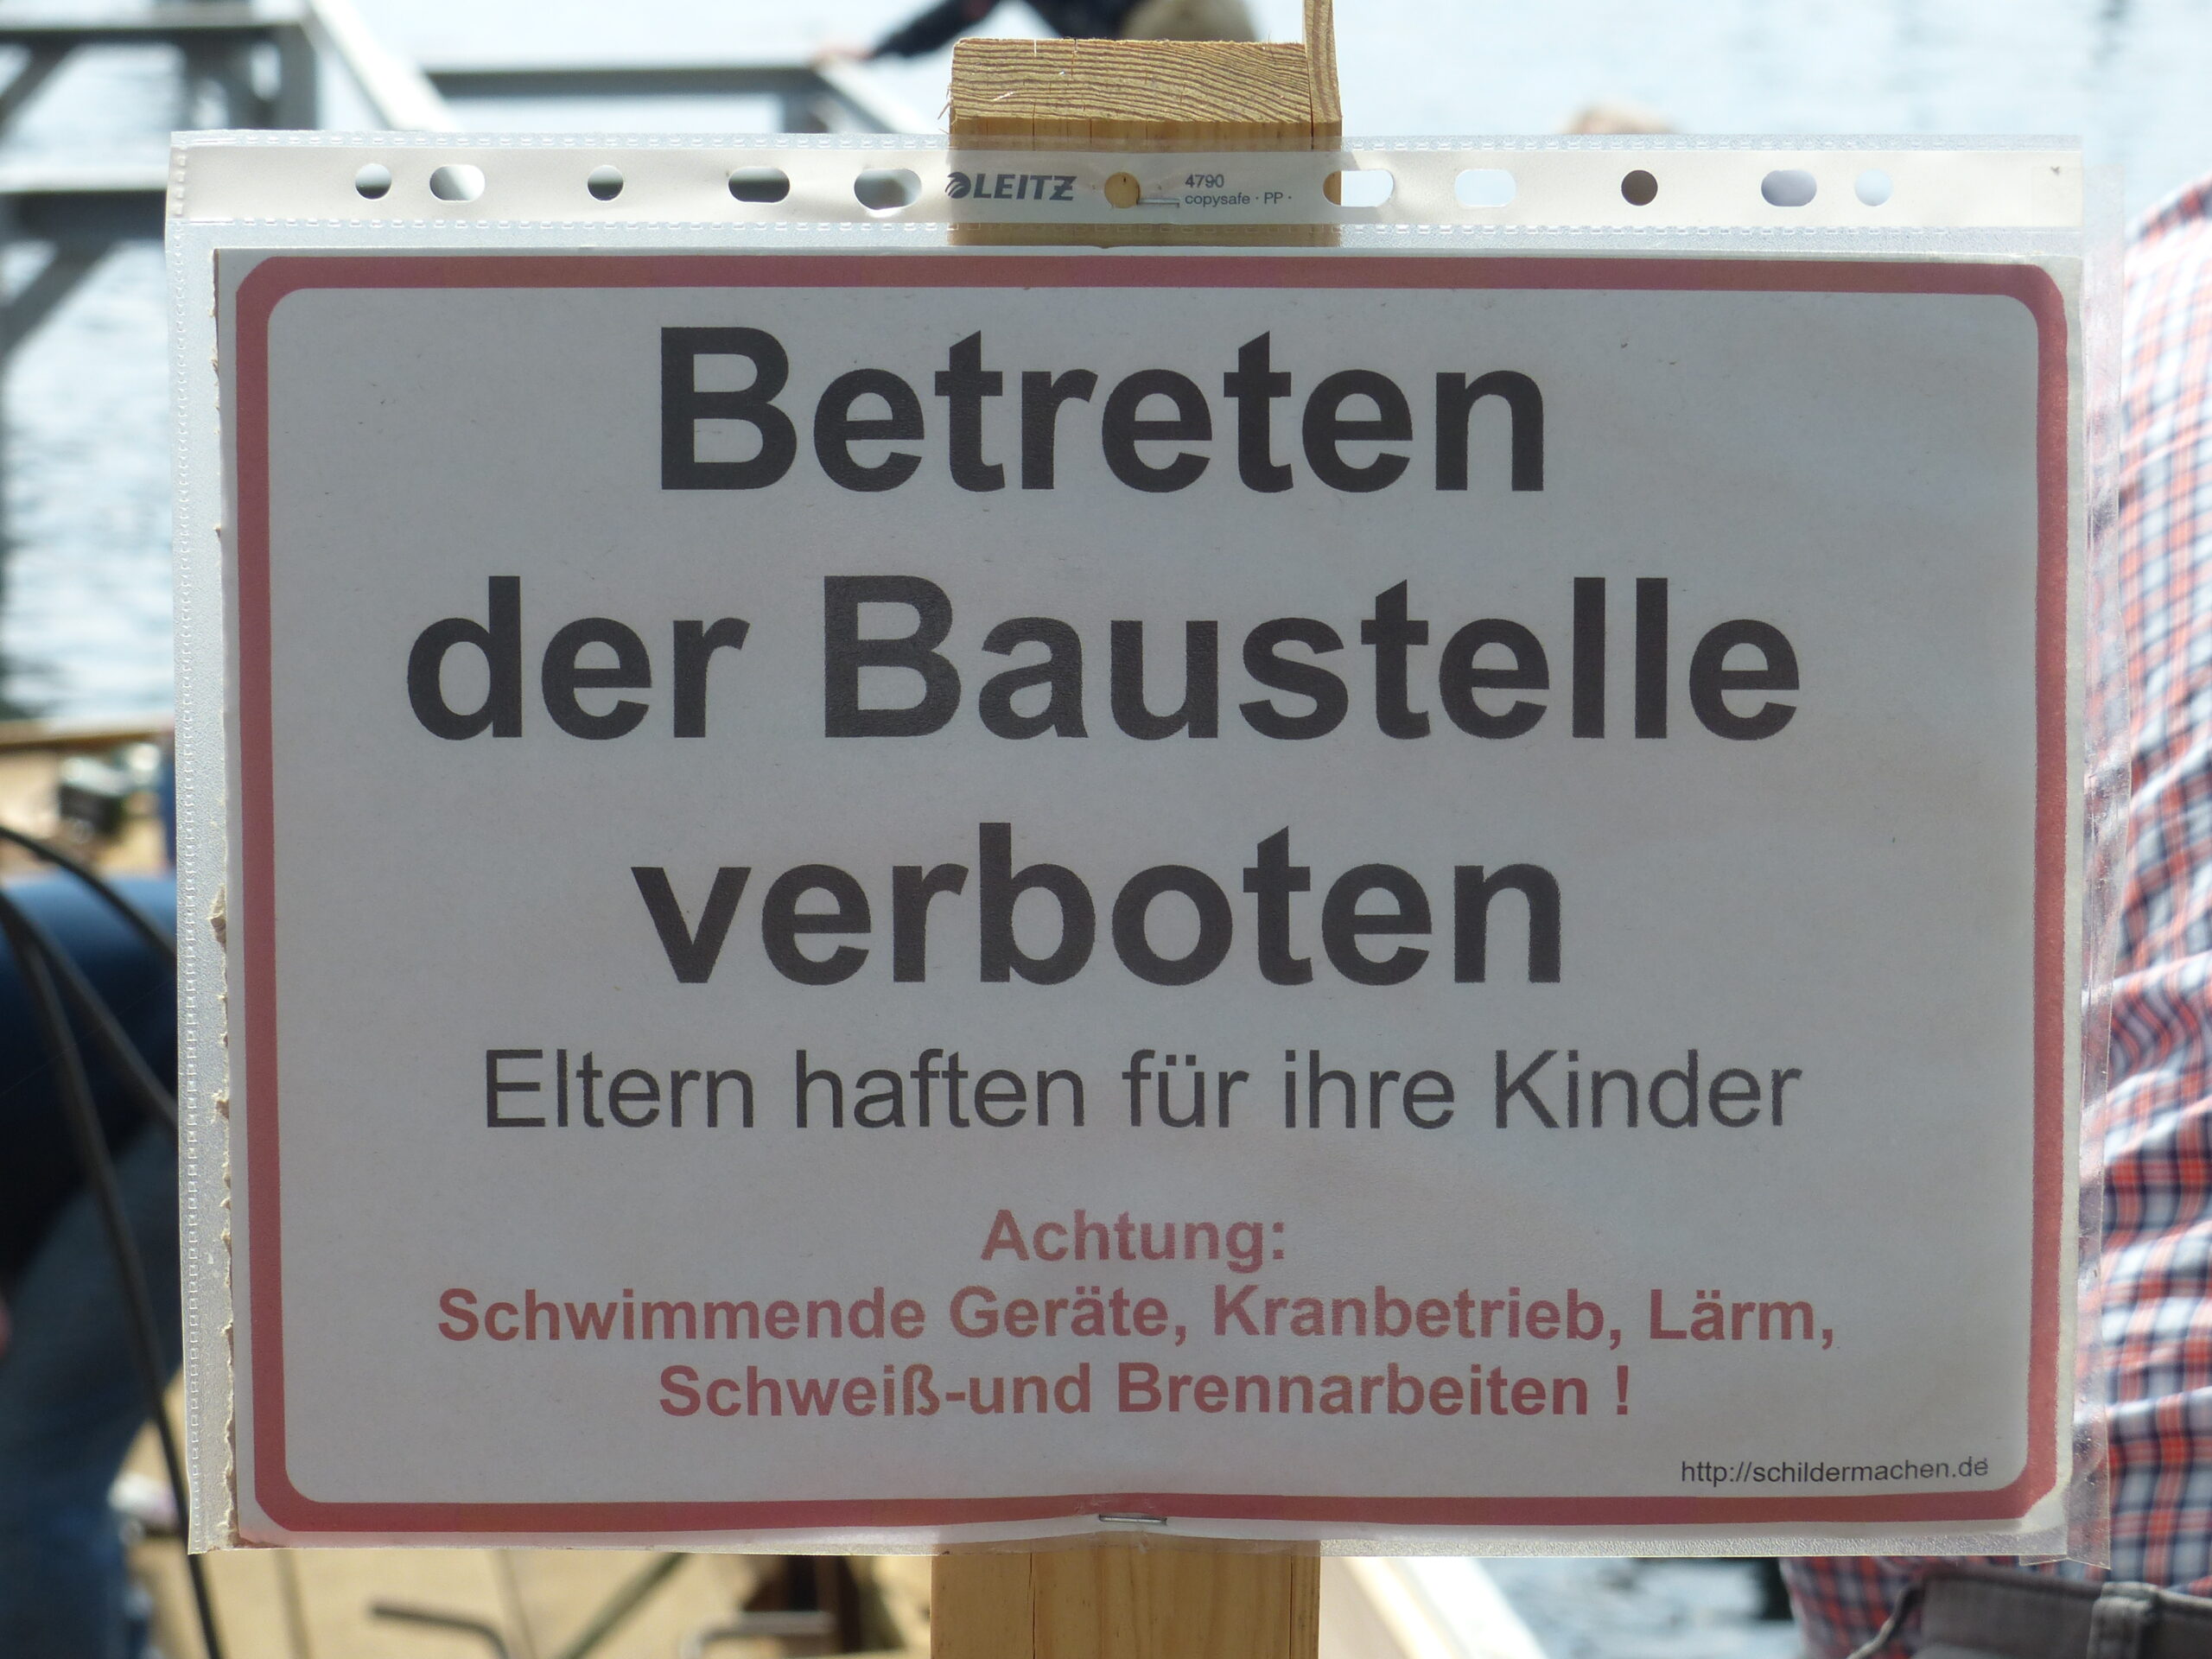 LEITZ
4790
copysafe · PP ·
Betreten
der Baustelle
verboten
Eltern haften für ihre Kinder
Achtung:
Schwimmende Geräte, Kranbetrieb, Lärm,
Schweiß-und Brennarbeiten !
http://schildermachen.de